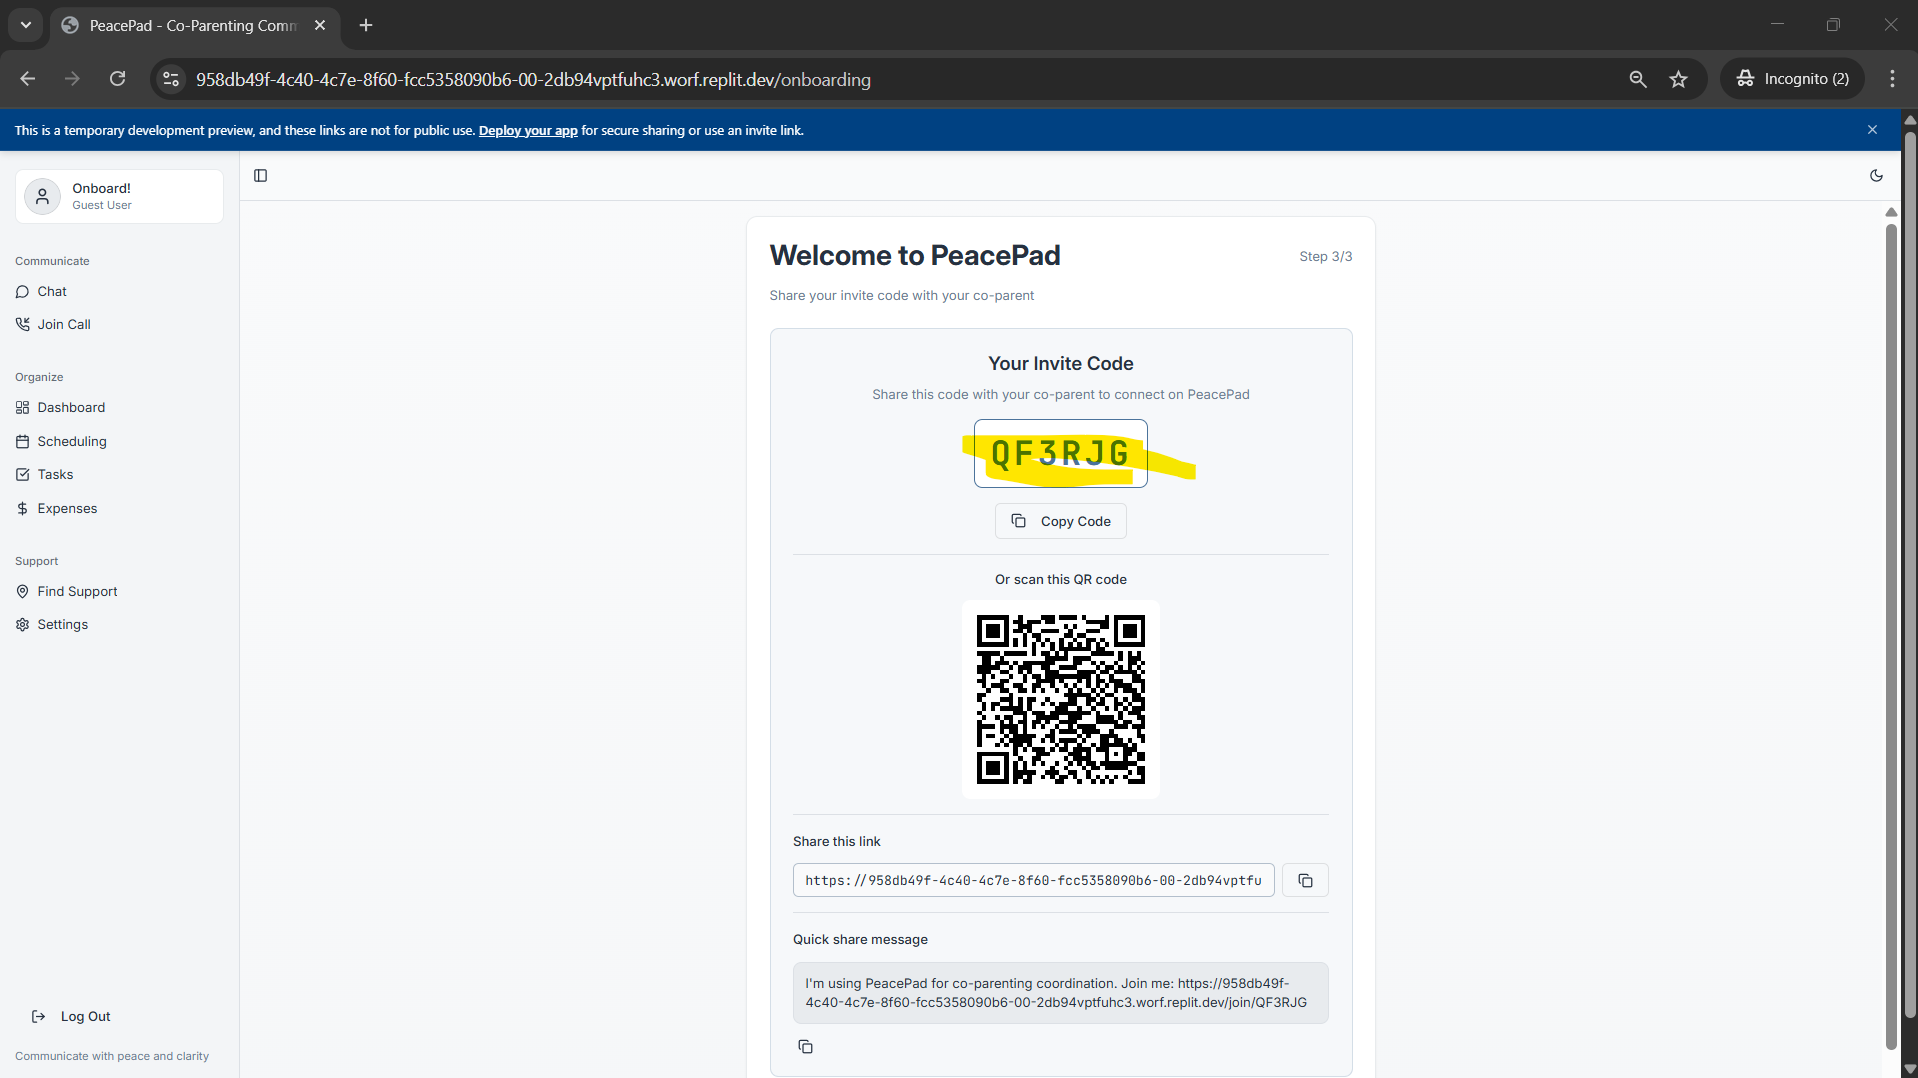 PeacePad - Co-Parenting Comm
958db49f-4c40-4c7e-8f60-fcc5358090b6-00-2db94vptfuhc3.worf.replit.dev/onboarding
Incognito (2)
This is a temporary development preview, and these links are not for public use. Deploy your app for secure sharing or use an invite link.
Onboard!
Guest User
Communicate
Chat
Join Call
Organize
Dashboard
Scheduling
Tasks
Expenses
Support
Find Support
Settings
Log Out
Communicate with peace and clarity
Welcome to PeacePad
Step 3/3
Share your invite code with your co-parent
Your Invite Code
Share this code with your co-parent to connect on PeacePad
QF3RJG
Copy Code
Or scan this QR code
Share this link
https://958db49f-4c40-4c7e-8f60-fcc5358090b6-00-2db94vptfu
Quick share message
I'm using PeacePad for co-parenting coordination. Join me: https://958db49f-
4c40-4c7e-8f60-fcc5358090b6-00-2db94vptfuhc3.worf.replit.dev/join/QF3RJG